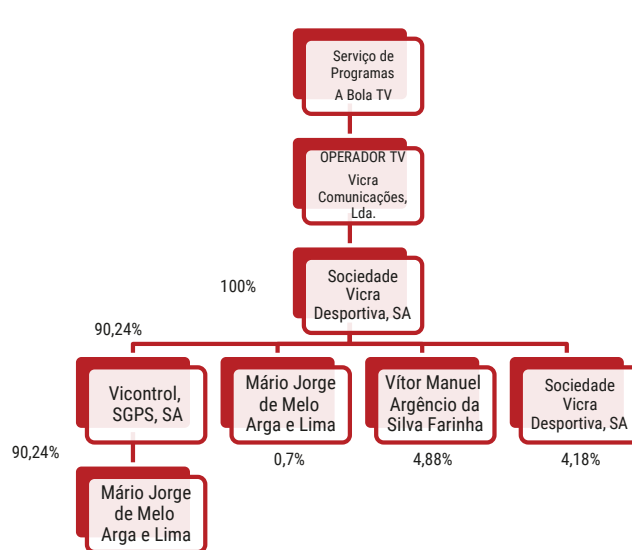 Serviço de
Programas
A Bola TV
OPERADOR TV
Vicra
Comunicações,
Lda.
100%
Sociedade
Vicra
Desportiva, SA
90,24%
Vicontrol,
SGPS, SA
Mário Jorge
de Melo
Arga e Lima
0,7%
Vítor Manuel
Argêncio da
Silva Farinha
4,88%
Sociedade
Vicra
Desportiva, SA
4,18%
90,24%
Mário Jorge
de Melo
Arga e Lima